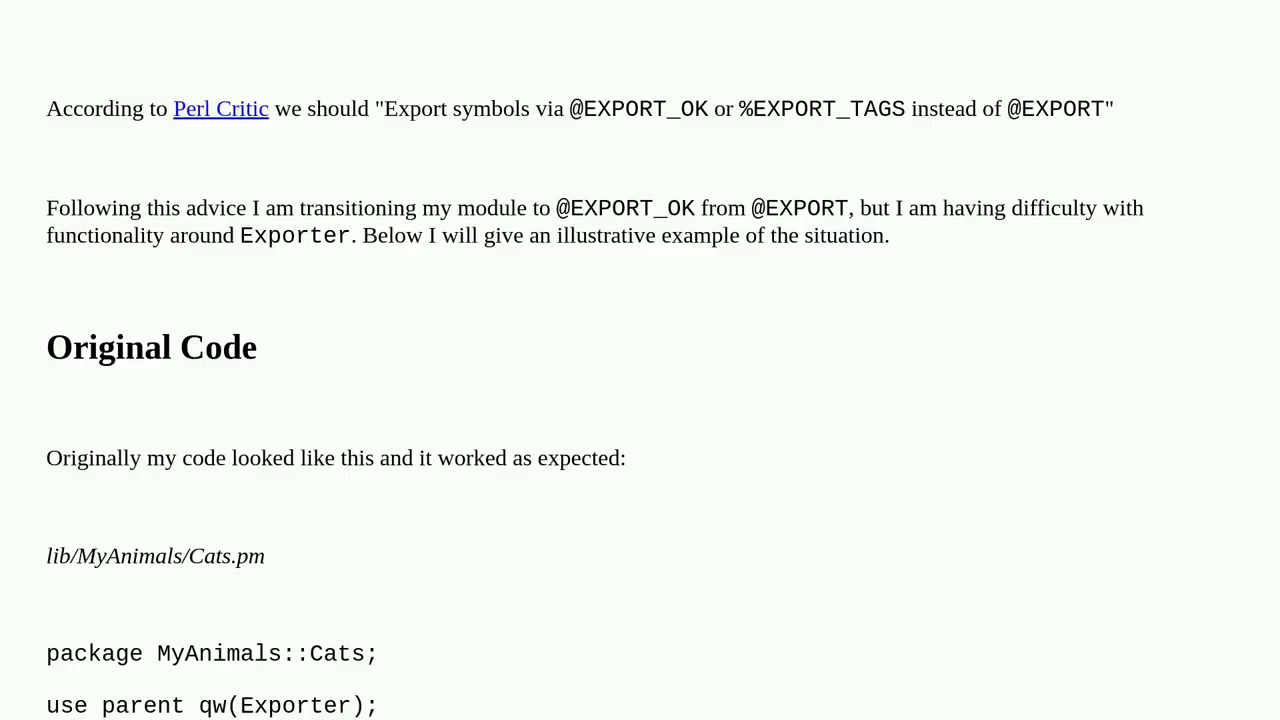 According to Perl Critic we should "Export symbols via @EXPORT_OK or %EXPORT_TAGS instead of @EXPORT"
Following this advice I am transitioning my module to @EXPORT_OK from @EXPORT, but I am having difficulty with
functionality around Exporter. Below I will give an illustrative example of the situation.
Original Code
Originally my code looked like this and it worked as expected:
lib/MyAnimals/Cats.pm
package MyAnimals::Cats;
use parent qw(Exporter);